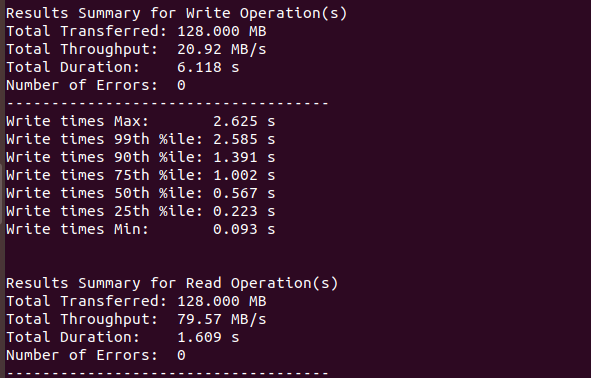 Results Summary for Write Operation(s)
Total Transferred: 128.000 MB
Total Throughput:  20.92 MB/s
Total Duration:    6.118 s
Number of Errors:  0
------------------------------------
Write times Max:       2.625 s
Write times 99th %ile: 2.585 s
Write times 90th %ile: 1.391 s
Write times 75th %ile: 1.002 s
Write times 50th %ile: 0.567 s
Write times 25th %ile: 0.223 s
Write times Min:       0.093 s
Results Summary for Read Operation(s)
Total Transferred: 128.000 MB
Total Throughput:  79.57 MB/s
Total Duration:    1.609 s
Number of Errors:  0
------------------------------------